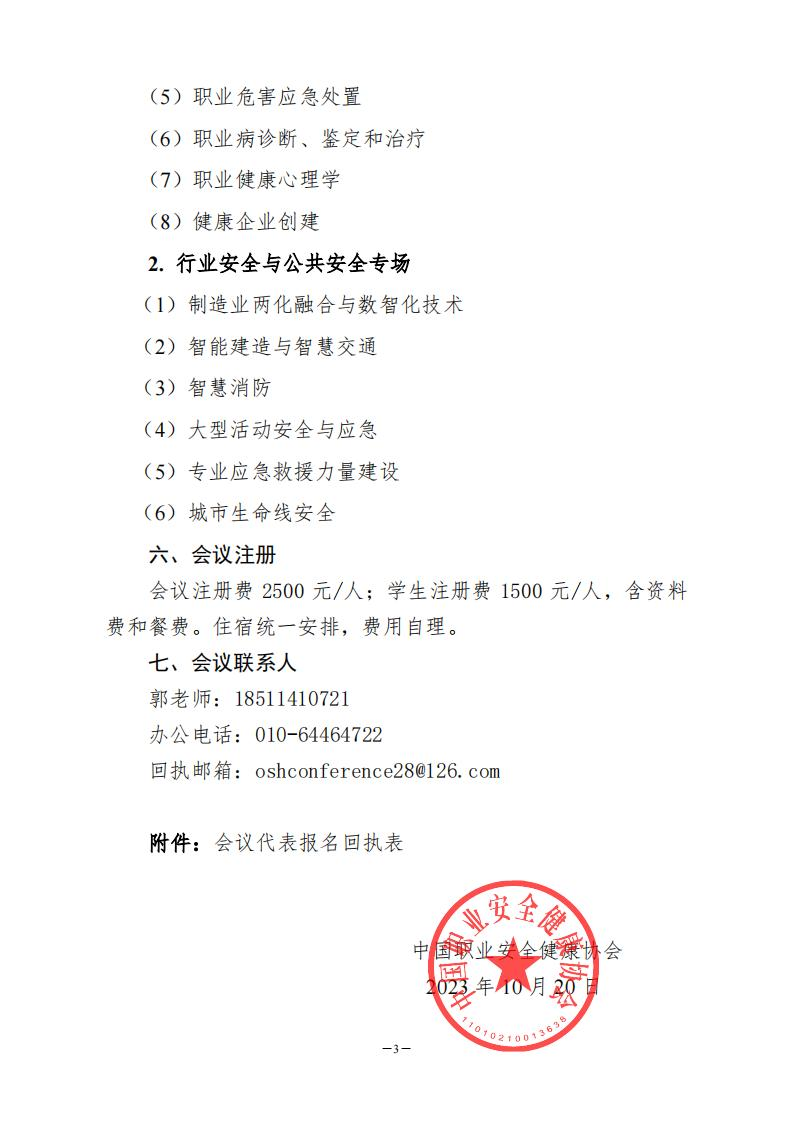 （5）职业危害应急处置
（6）职业病诊断、鉴定和治疗
（7）职业健康心理学
（8）健康企业创建
2. 行业安全与公共安全专场
（1）制造业两化融合与数智化技术
（2）智能建造与智慧交通
（3）智慧消防
（4）大型活动安全与应急
（5）专业应急救援力量建设
（6）城市生命线安全
六、会议注册
会议注册费 2500 元/人；学生注册费 1500 元/人，含资料
费和餐费。住宿统一安排，费用自理。
七、会议联系人
郭老师：18511410721
办公电话：010-64464722
回执邮箱：oshconference28@126.com
附件：会议代表报名回执表
中国职业安全健康协会
2023 年 10 月 20 日
中国职业安全健康协会
11010210013638
—3—